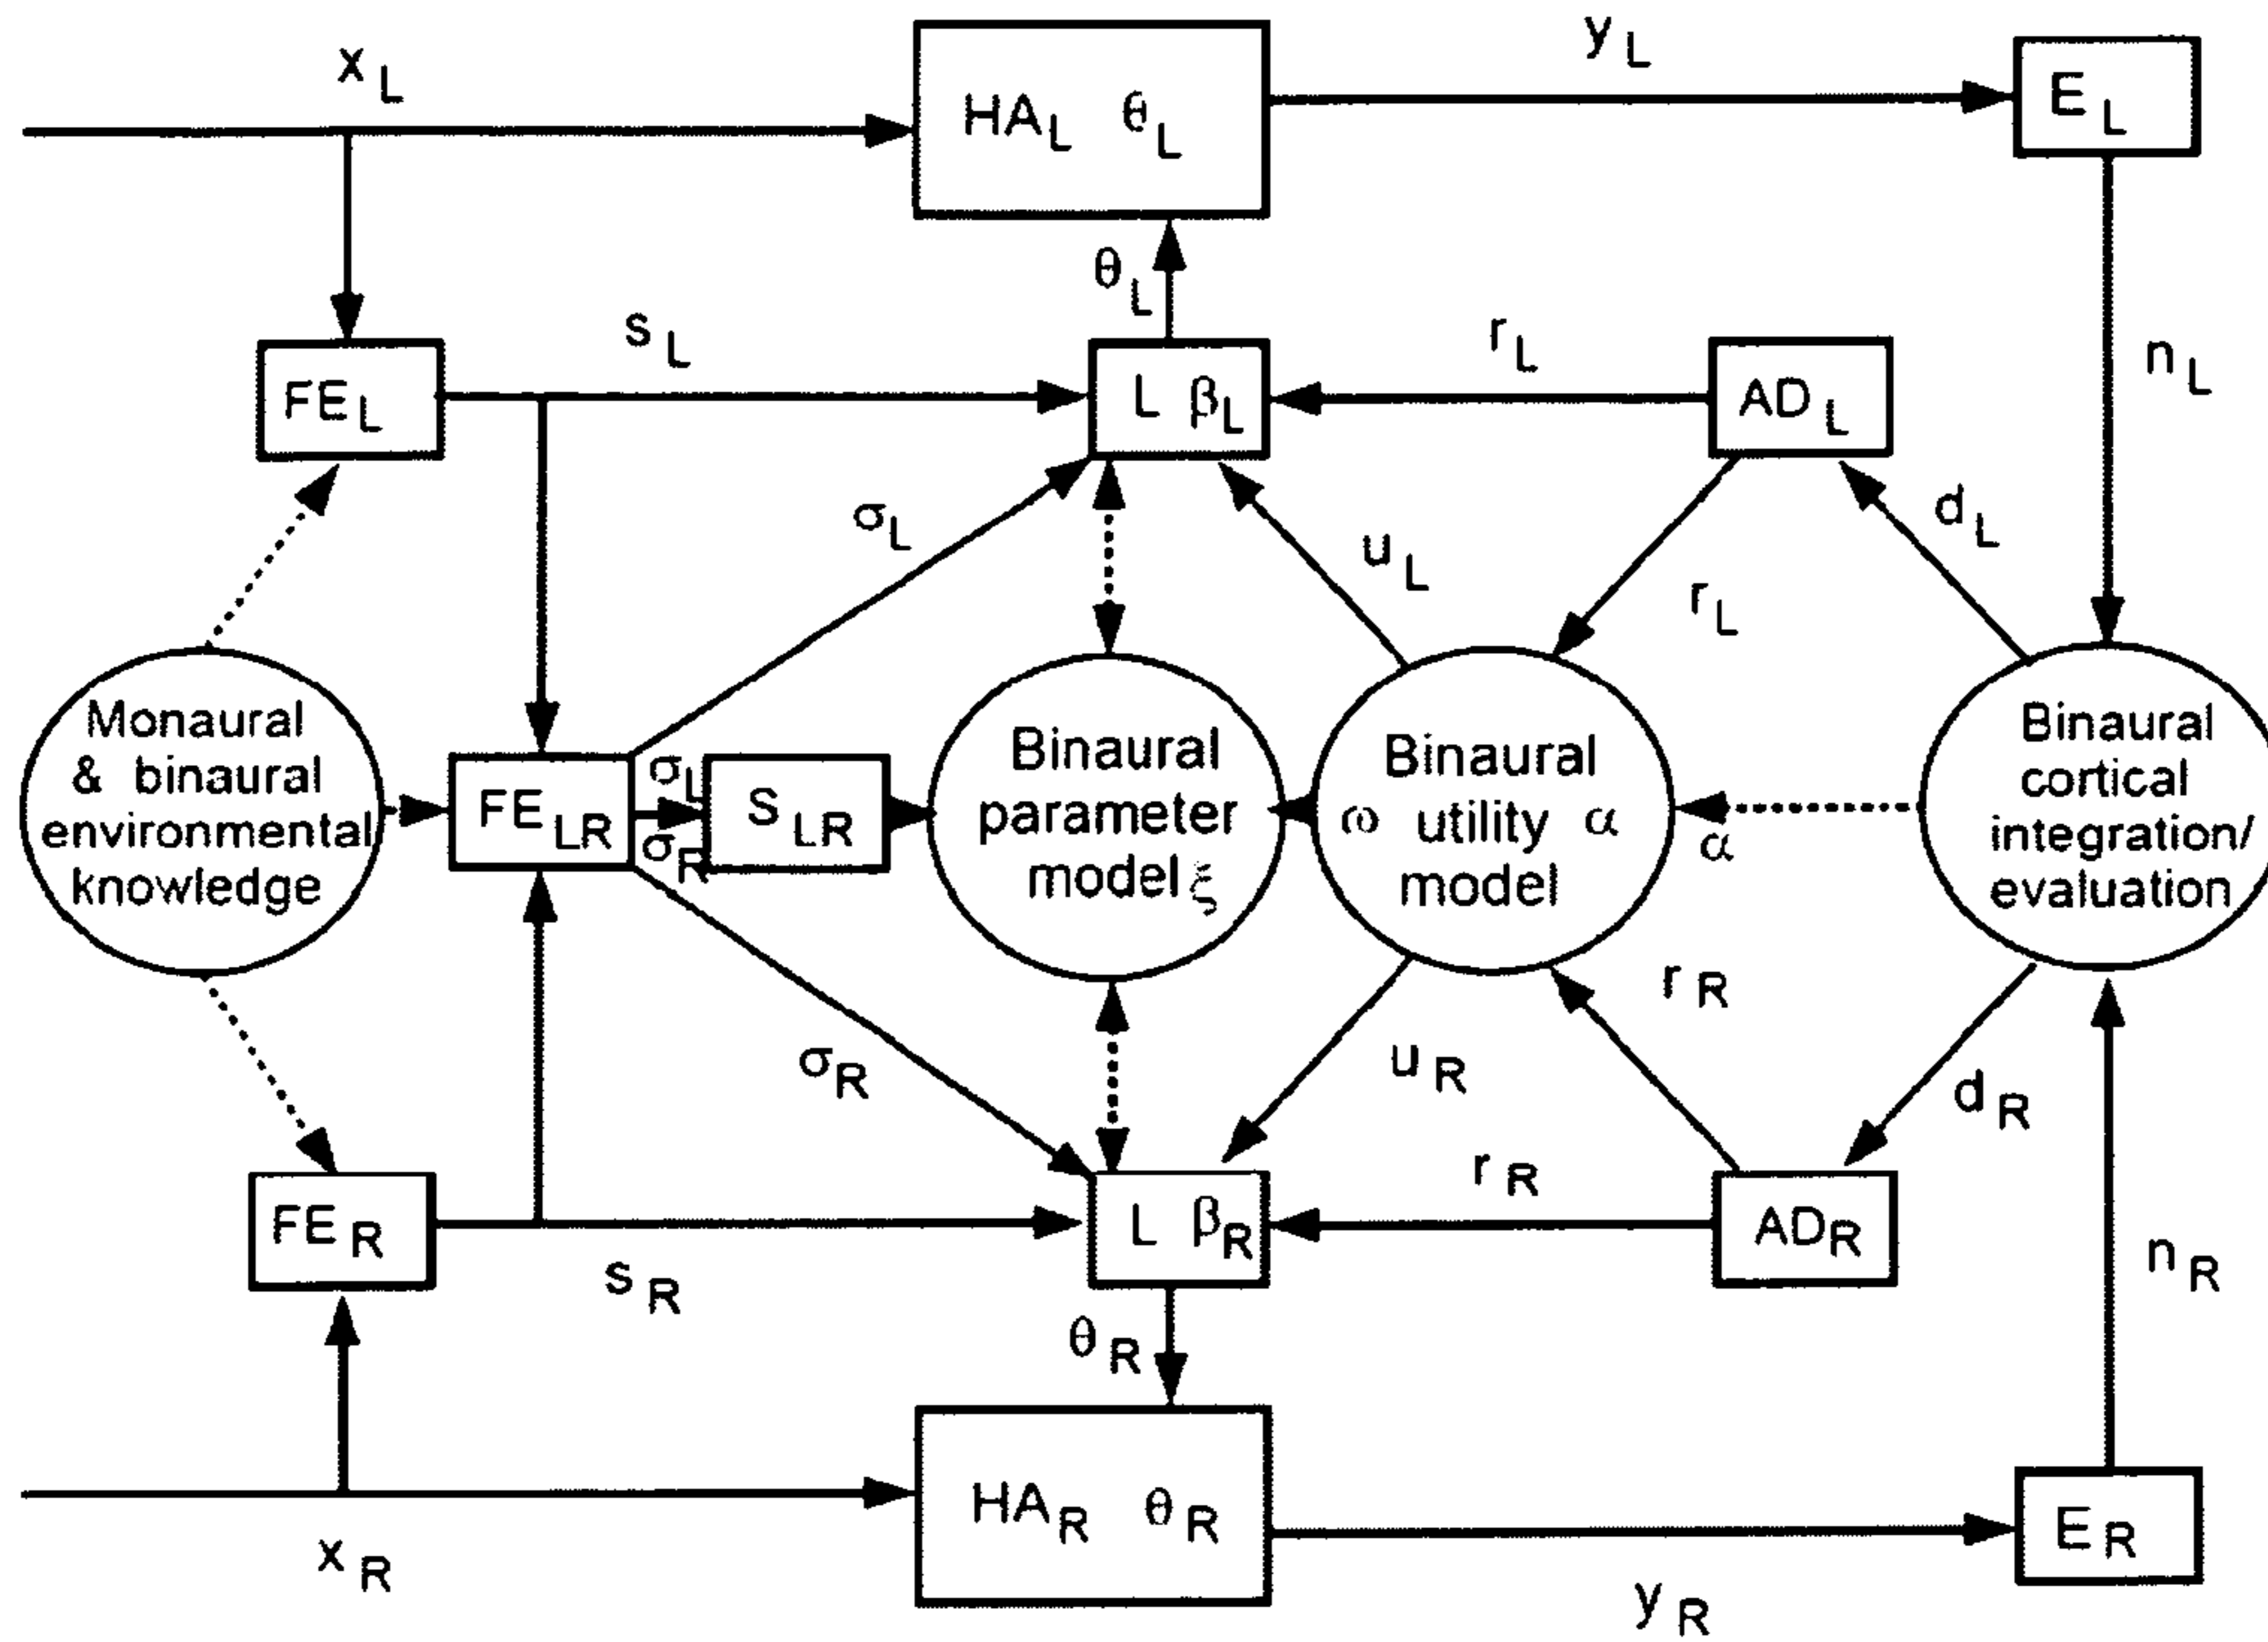 x L
y L
HA L θ L
E L
θ L
s L
r L
n L
FE L
L β L
AD L
σ L
u L
d L
r L
Monaural
& binaural
environmental
knowledge
FE LR
σ L
σ R
S LR
Binaural
parameter
model ξ
Binaural
ω utility α
model
α
Binaural
cortical
integration/
evaluation
σ R
u R
r R
d R
FE R
s R
L β R
r R
AD R
n R
θ R
x R
HA R θ R
E R
y R